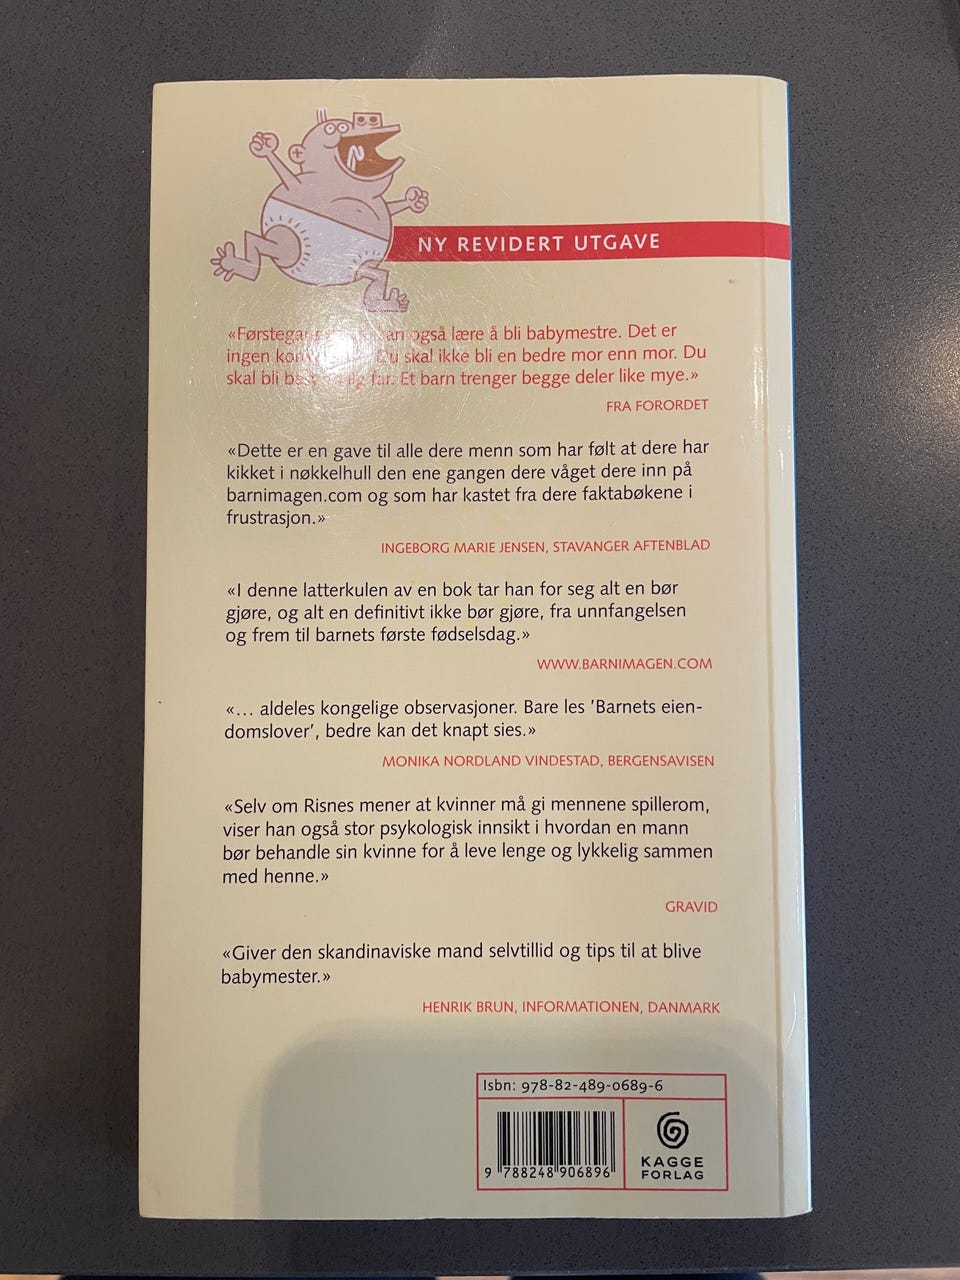 NY REVIDERT UTGAVE
«Førstega an også lære å bli babymestre. Det er
ingen kon Du skal ikke bli en bedre mor enn mor. Du
skal bli far. Et barn trenger begge deler like mye.»
FRA FORORDET
«Dette er en gave til alle dere menn som har følt at dere har
kikket i nøkkelhull den ene gangen dere våget dere inn på
barnimagen.com og som har kastet fra dere faktabøkene i
frustrasjon.»
INGEBORG MARIE JENSEN, STAVANGER AFTENBLAD
«I denne latterkulen av en bok tar han for seg alt en bør
gjøre, og alt en definitivt ikke bør gjøre, fra unnfangelsen
og frem til barnets første fødselsdag.»
WWW.BARNIMAGEN.COM
«... aldeles kongelige observasjoner. Bare les 'Barnets eien-
domslover', bedre kan det knapt sies.»
MONIKA NORDLAND VINDESTAD, BERGENSAVISEN
«Selv om Risnes mener at kvinner må gi mennene spillerom,
viser han også stor psykologisk innsikt i hvordan en mann
bør behandle sin kvinne for å leve lenge og lykkelig sammen
med henne.»
GRAVID
«Giver den skandinaviske mand selvtillid og tips til at blive
babymester.»
HENRIK BRUN, INFORMATIONEN, DANMARK
Isbn: 978-82-489-0689-6
9 788248 906896
KAGGE
FORLAG